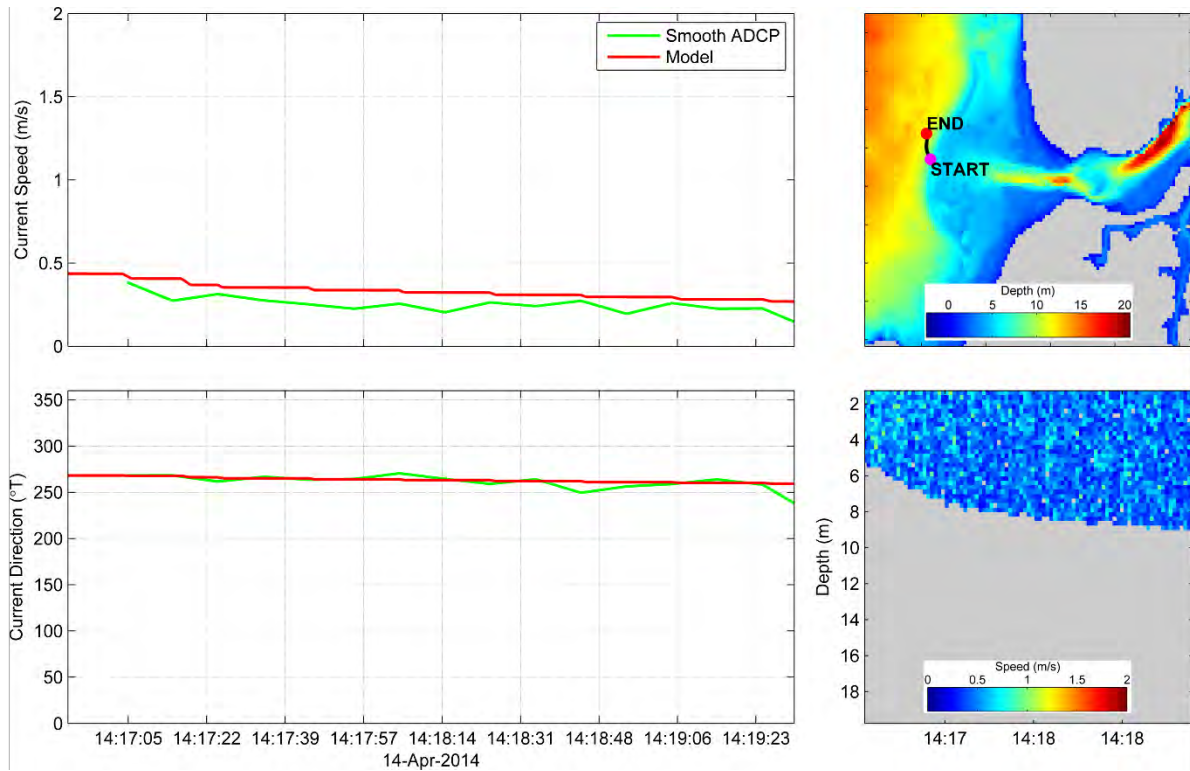 Current Speed (m/s)
2
1.5
1
0.5
0
Smooth ADCP
Model
END
START
Depth (m)
0 5 10 15 20
Current Direction (°T)
350
300
250
200
150
100
50
0
14:17:05 14:17:22 14:17:39 14:17:57 14:18:14 14:18:31 14:18:48 14:19:06 14:19:23
14-Apr-2014
Depth (m)
2
4
6
8
10
12
14
16
18
Speed (m/s)
0 0.5 1 1.5 2
14:17 14:18 14:18